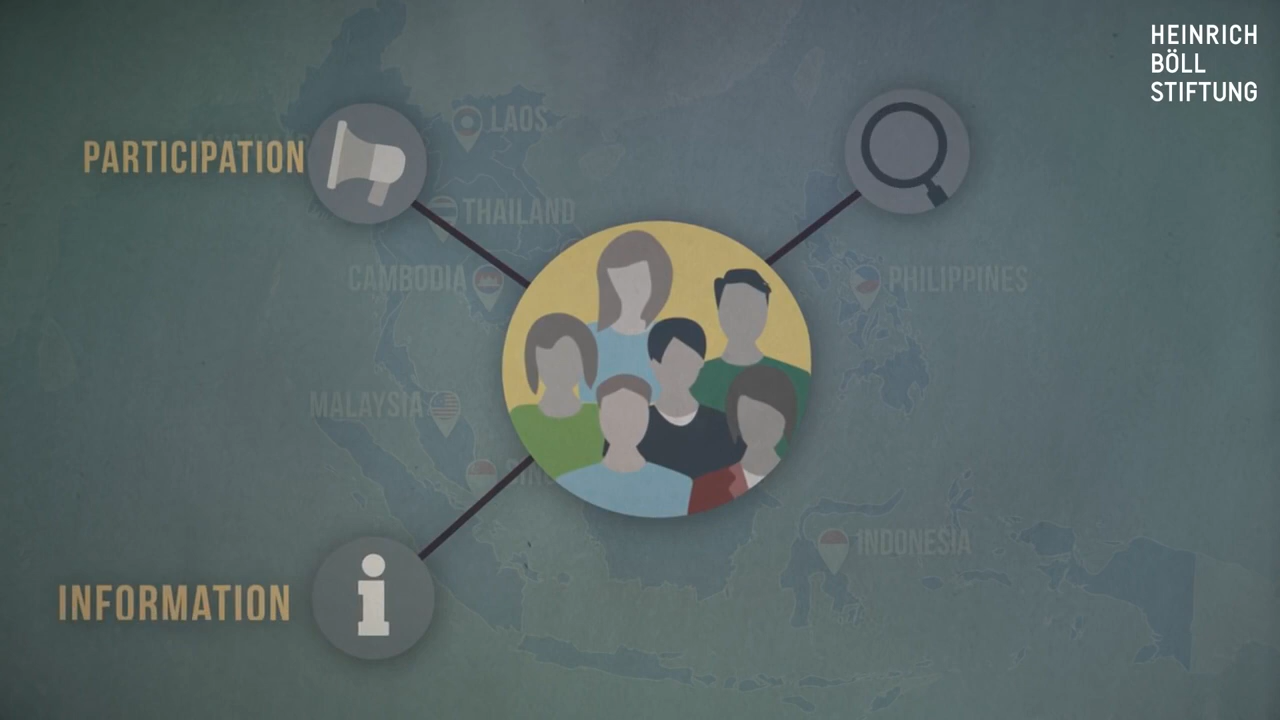 HEINRICH
BÖLL
STIFTUNG
LAOS
PARTICIPATION
THAILAND
CAMBODIA
PHILIPPINES
MALAYSIA
INDONESIA
INFORMATION